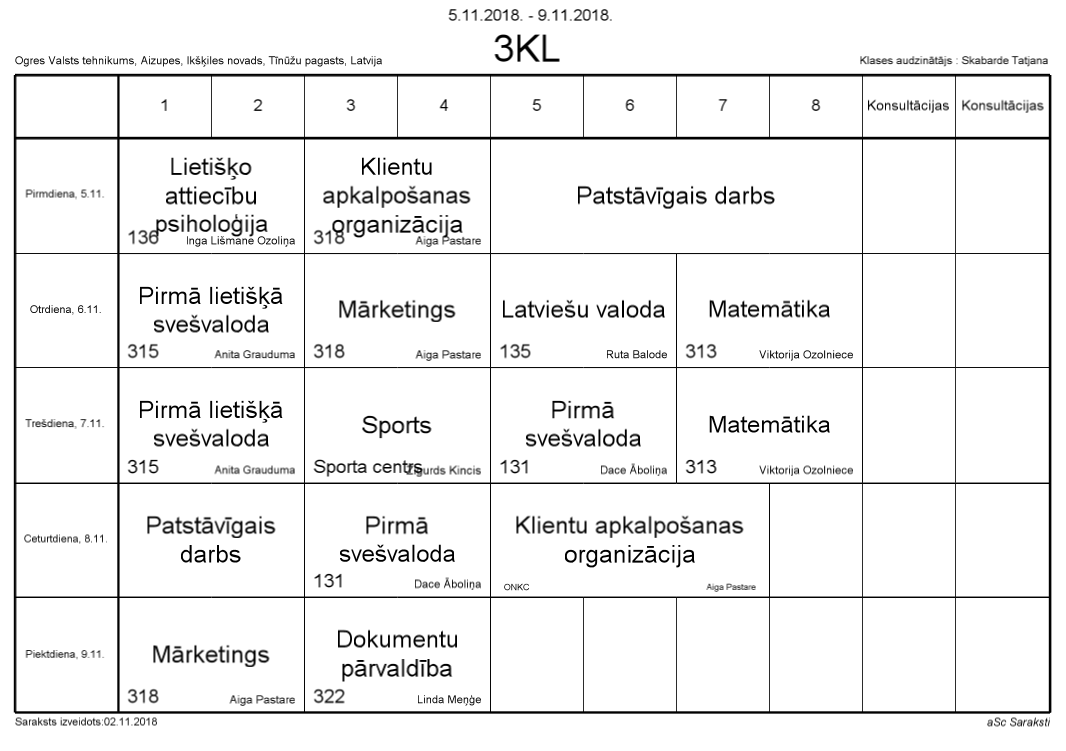 5.11.2018. - 9.11.2018.
3KL
Ogres Valsts tehnikums, Aizupes, Ikšķiles novads, Tīnūžu pagasts, Latvija
Klases audzinātājs : Skabarde Tatjana
1 2 3 4 5 6 7 8 Konsultācijas Konsultācijas
Pirmdiena, 5.11.
Lietišķo
attiecību
psiholoģija
136 Inga Lišmane Ozoliņa
Klientu
apkalpošanas
organizācija
318 Aiga Pastare
Patstāvīgais darbs
Otrdiena, 6.11.
Pirmā lietišķā
svešvaloda
315 Anita Grauduma
Mārketings
318 Aiga Pastare
Latviešu valoda
135 Ruta Balode
Matemātika
313 Viktorija Ozolniece
Trešdiena, 7.11.
Pirmā lietišķā
svešvaloda
315 Anita Grauduma
Sports
Sporta centrs Zigurds Kincis
Pirmā
svešvaloda
131 Dace Āboliņa
Matemātika
313 Viktorija Ozolniece
Ceturtdiena, 8.11.
Patstāvīgais
darbs
Pirmā
svešvaloda
131 Dace Āboliņa
Klientu apkalpošanas
organizācija
ONKC Aiga Pastare
Piektdiena, 9.11.
Mārketings
318 Aiga Pastare
Dokumentu
pārvaldība
322 Linda Meņģe
Saraksts izveidots:02.11.2018
aSc Saraksti